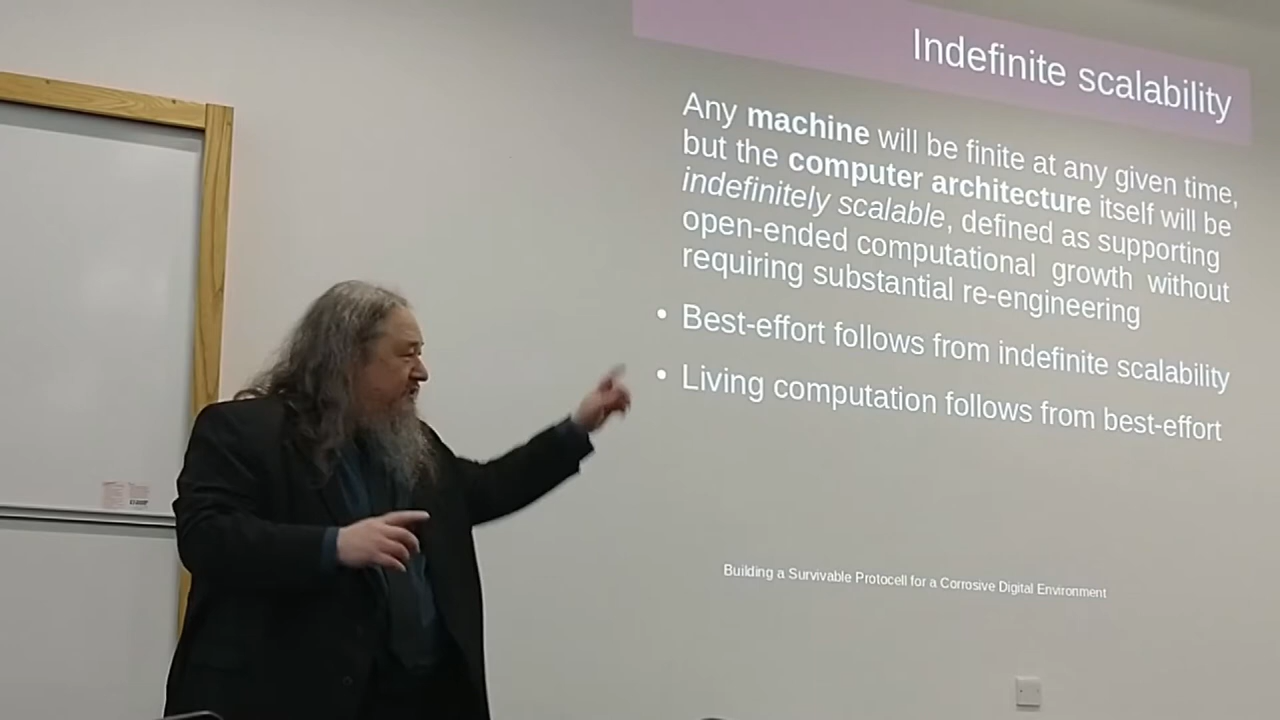 Indefinite scalability
Any machine will be finite at any given time,
but the computer architecture itself will be
indefinitely scalable, defined as supporting
open-ended computational growth without
requiring substantial re-engineering
• Best-effort follows from indefinite scalability
• Living computation follows from best-effort
Building a Survivable Protocell for a Corrosive Digital Environment